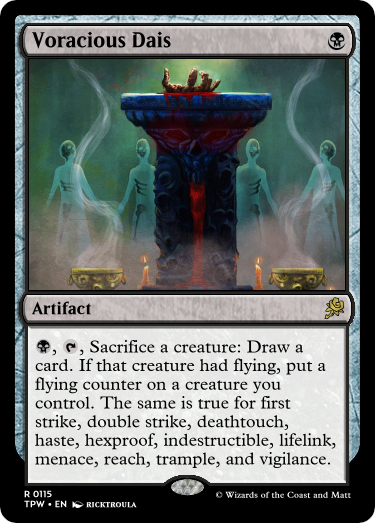 Voracious Dais
Artifact
, , Sacrifice a creature: Draw a
card. If that creature had flying, put a
flying counter on a creature you
control. The same is true for first
strike, double strike, deathtouch,
haste, hexproof, indestructible, lifelink,
menace, reach, trample, and vigilance.
R 0115
TPW • EN RICKTROULA
© Wizards of the Coast and Matt